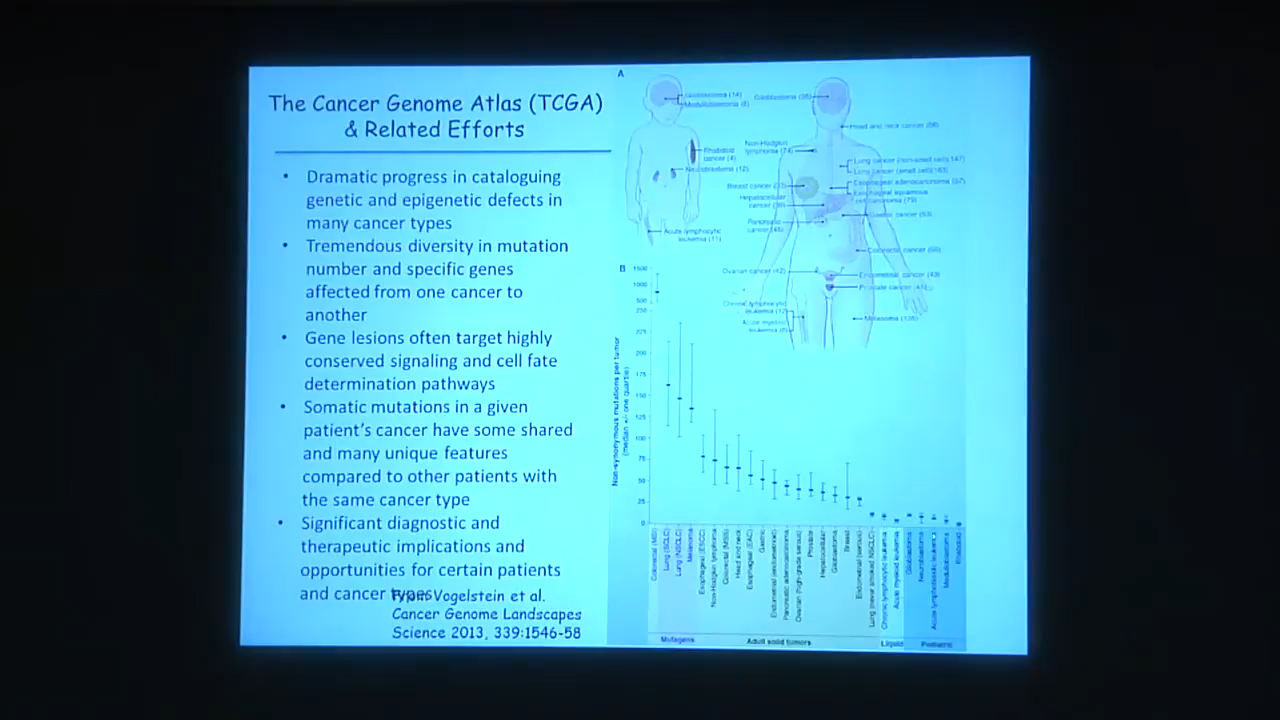 The Cancer Genome Atlas (TCGA)
& Related Efforts
• Dramatic progress in cataloguing
genetic and epigenetic defects in
many cancer types
• Tremendous diversity in mutation
number and specific genes
affected from one cancer to
another
• Gene lesions often target highly
conserved signaling and cell fate
determination pathways
• Somatic mutations in a given
patient's cancer have some shared
and many unique features
compared to other patients with
the same cancer type
• Significant diagnostic and
therapeutic implications and
opportunities for certain patients
and cancer types
From Vogelstein et al.
Cancer Genome Landscapes
Science 2013, 339:1546-58
A
Glioblastoma (14)
Medulloblastoma (8)
Rhabdoid
cancer (4)
Neuroblastoma (12)
Acute lymphocytic
leukemia (11)
Non-Hodgkin
lymphoma (74)
Head and neck cancer (66)
Lung cancer (non-small cell)(147)
Lung cancer (small cell)(163)
Esophageal adenocarcinoma (57)
Esophageal squamous
cell carcinoma (79)
Hepatocellular
cancer (39)
Pancreatic
cancer (45)
Gastric cancer (53)
Colorectal cancer (66)
Ovarian cancer (42)
Endometrial cancer (49)
Prostate cancer (41)
Chronic lymphocytic
leukemia (12)
Acute myeloid
leukemia (8)
Melanoma (135)
B
1500
1000
500
250
225
200
175
150
125
100
75
50
25
0
Non-synonymous mutations per tumor
(median +/- one quartile)
Colorectal (MSI)
Lung (SCLC)
Lung (NSCLC)
Melanoma
Esophageal (ESCC)
Non-Hodgkin lymphoma
Colorectal (MSS)
Head and neck
Esophageal (EAC)
Gastric
Endometrial (endometrioid)
Pancreatic adenocarcinoma
Ovarian (high-grade serous)
Prostate
Hepatocellular
Glioblastoma
Breast
Endometrial (serous)
Lung (never smoked NSCLC)
Chronic lymphocytic leukemia
Acute myeloid leukemia
Glioblastoma
Neuroblastoma
Acute lymphoblastic leukemia
Medulloblastoma
Rhabdoid
Mutagens
Adult solid tumors
Liquid
Pediatric